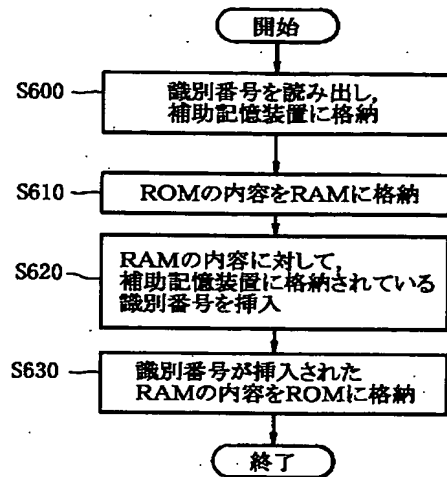 開始
S600
識別番号を読み出し,
補助記憶装置に格納
S610
ROMの内容をRAMに格納
S620
RAMの内容に対して,
補助記憶装置に格納されている
識別番号を挿入
S630
識別番号が挿入された
RAMの内容をROMに格納
終了